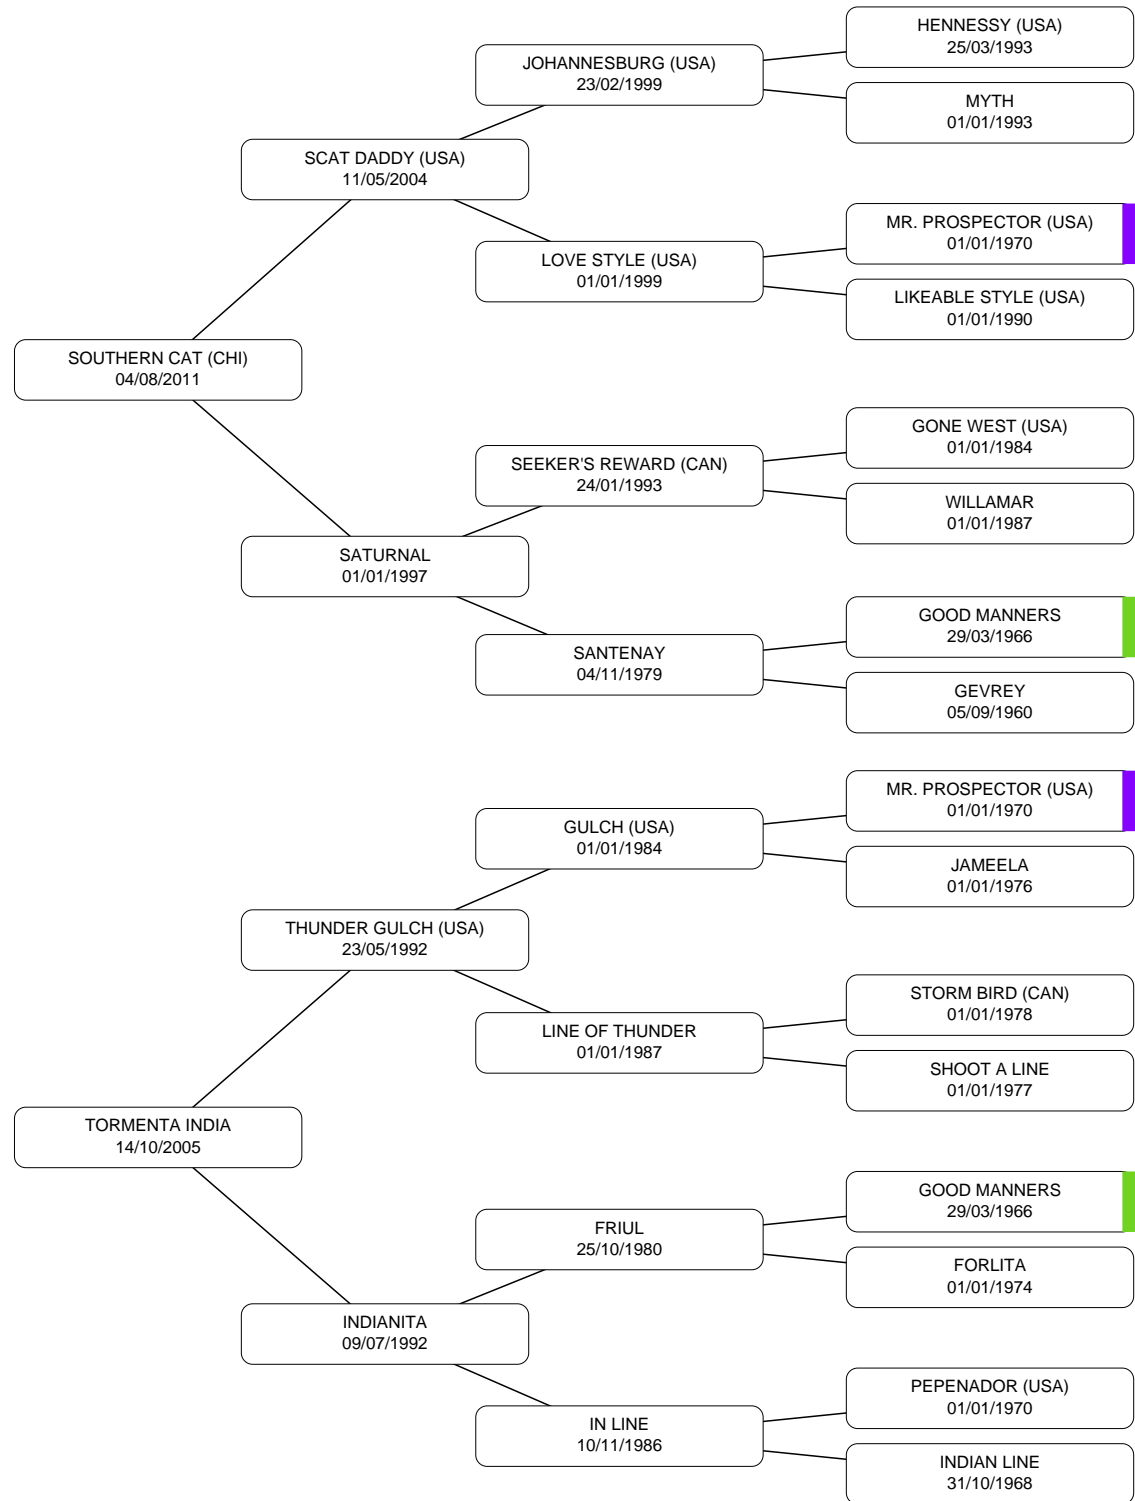 HENNESSY (USA)
25/03/1993
JOHANNESBURG (USA)
23/02/1999
MYTH
01/01/1993
SCAT DADDY (USA)
11/05/2004
MR. PROSPECTOR (USA)
01/01/1970
LOVE STYLE (USA)
01/01/1999
LIKEABLE STYLE (USA)
01/01/1990
SOUTHERN CAT (CHI)
04/08/2011
GONE WEST (USA)
01/01/1984
SEEKER'S REWARD (CAN)
24/01/1993
WILLAMAR
01/01/1987
SATURNAL
01/01/1997
GOOD MANNERS
29/03/1966
SANTENAY
04/11/1979
GEVREY
05/09/1960
MR. PROSPECTOR (USA)
01/01/1970
GULCH (USA)
01/01/1984
JAMEELA
01/01/1976
THUNDER GULCH (USA)
23/05/1992
STORM BIRD (CAN)
01/01/1978
LINE OF THUNDER
01/01/1987
SHOOT A LINE
01/01/1977
TORMENTA INDIA
14/10/2005
GOOD MANNERS
29/03/1966
FRIUL
25/10/1980
FORLITA
01/01/1974
INDIANITA
09/07/1992
PEPENADOR (USA)
01/01/1970
IN LINE
10/11/1986
INDIAN LINE
31/10/1968